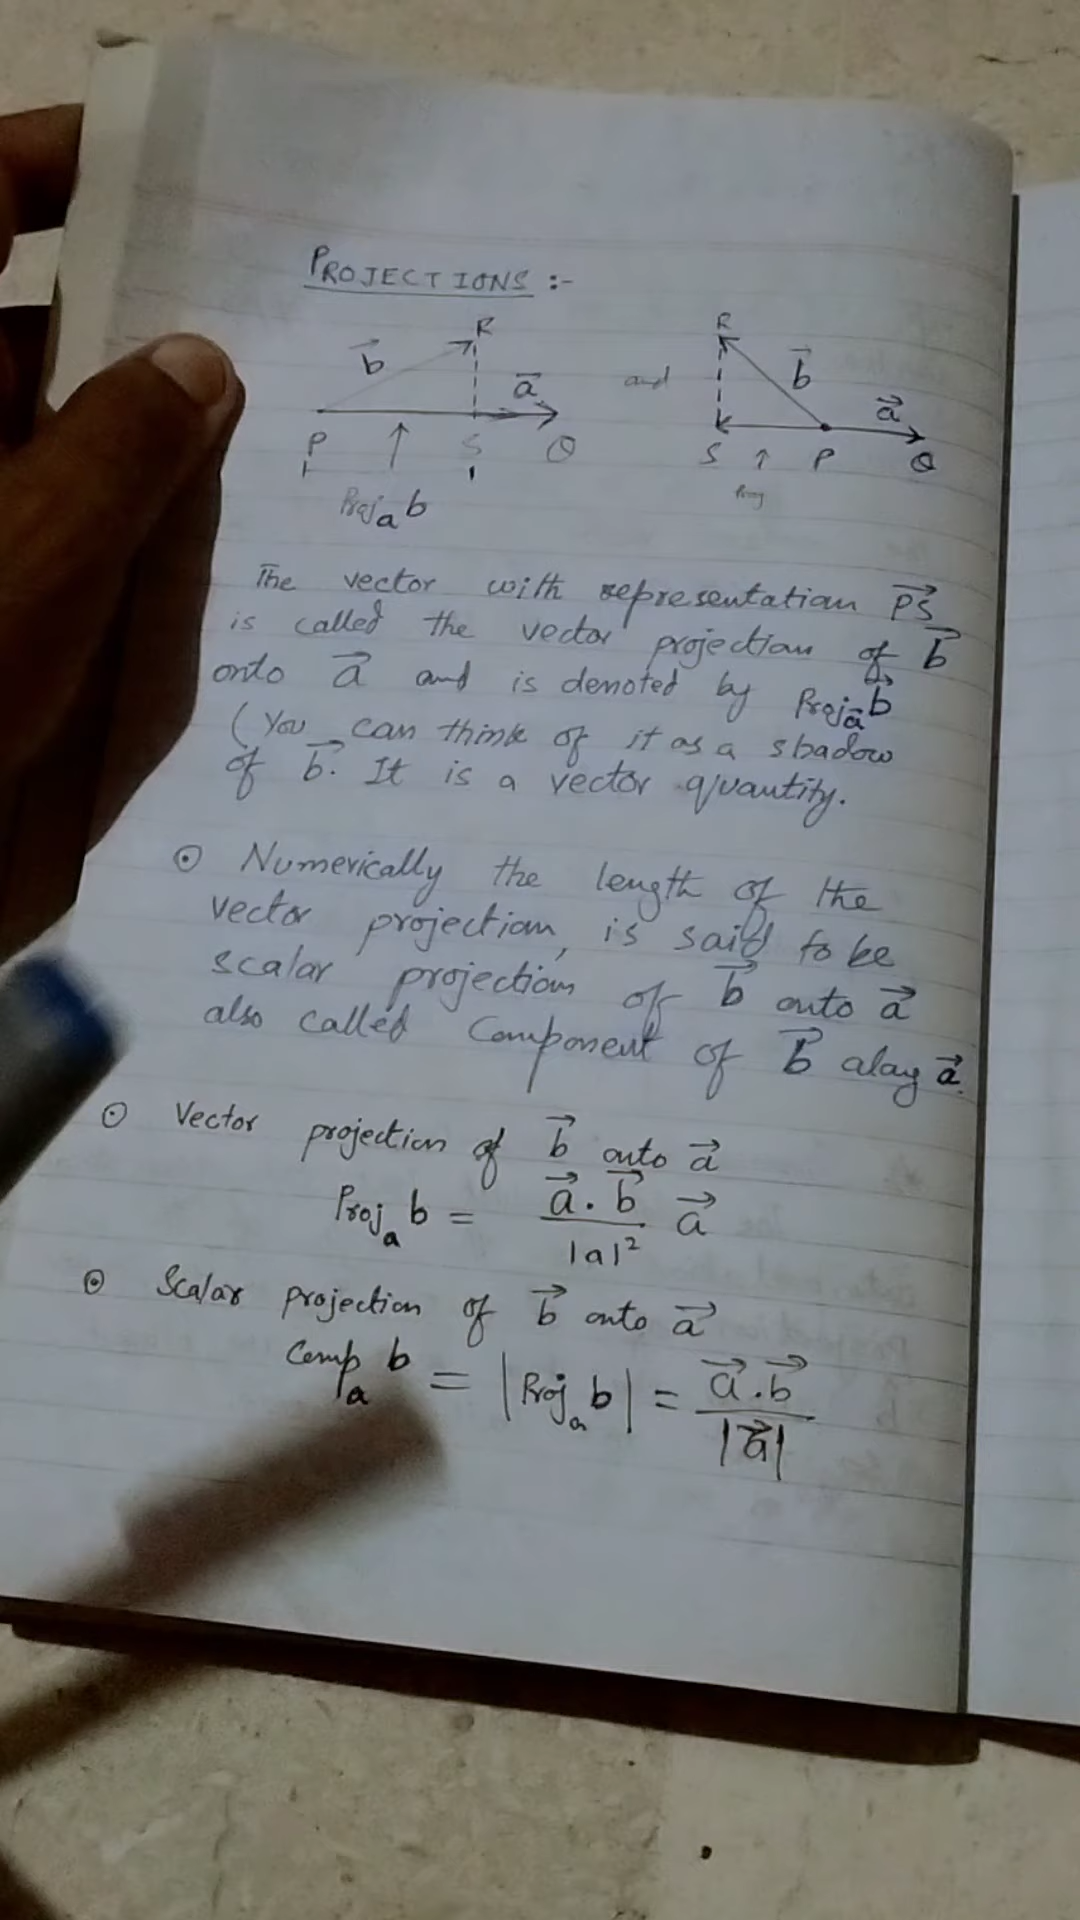 PROJECTIONS :-
R
b⃗
a⃗
P S Q
Proj_a b
and
R
b⃗
a⃗
S P Q
The vector with representation P⃗S⃗
is called the vector projection of b⃗
onto a⃗ and is denoted by Proj_a⃗ b⃗
(You can think of it as a shadow
of b⃗. It is a vector quantity.
⊙ Numerically the length of the
vector projection, is said to be
scalar projection of b⃗ onto a⃗
also called Component of b⃗ along a⃗.
⊙ Vector projection of b⃗ onto a⃗
Proj_a b = a⃗ . b⃗ / |a|² a⃗
⊙ Scalar projection of b⃗ onto a⃗
Comp_a b = |Proj_a b| = a⃗ . b⃗ / |a⃗|